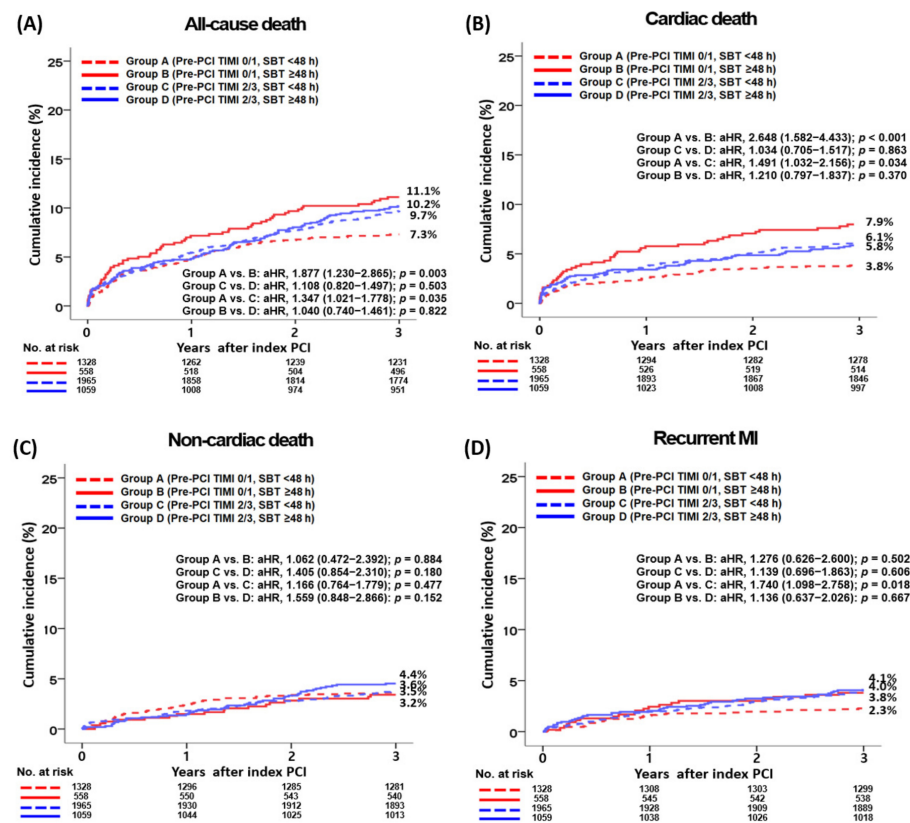 (A)
All-cause death
25
20
15
10
5
0
Cumulative incidence (%)
Group A (Pre-PCI TIMI 0/1, SBT <48 h)
Group B (Pre-PCI TIMI 0/1, SBT ≥48 h)
Group C (Pre-PCI TIMI 2/3, SBT <48 h)
Group D (Pre-PCI TIMI 2/3, SBT ≥48 h)
11.1%
10.2%
9.7%
7.3%
Group A vs. B: aHR, 1.877 (1.230−2.865); p = 0.003
Group C vs. D: aHR, 1.108 (0.820−1.497); p = 0.503
Group A vs. C: aHR, 1.347 (1.021−1.778); p = 0.035
Group B vs. D: aHR, 1.040 (0.740−1.461): p = 0.822
0 1 2 3
Years after index PCI
No. at risk
1328 1262 1239 1231
558 518 504 496
1965 1858 1814 1774
1059 1008 974 951
(B)
Cardiac death
25
20
15
10
5
0
Cumulative incidence (%)
Group A (Pre-PCI TIMI 0/1, SBT <48 h)
Group B (Pre-PCI TIMI 0/1, SBT ≥48 h)
Group C (Pre-PCI TIMI 2/3, SBT <48 h)
Group D (Pre-PCI TIMI 2/3, SBT ≥48 h)
Group A vs. B: aHR, 2.648 (1.582−4.433); p < 0.001
Group C vs. D: aHR, 1.034 (0.705−1.517); p = 0.863
Group A vs. C: aHR, 1.491 (1.032−2.156); p = 0.034
Group B vs. D: aHR, 1.210 (0.797−1.837): p = 0.370
7.9%
6.1%
5.8%
3.8%
0 1 2 3
Years after index PCI
No. at risk
1328 1294 1282 1278
558 526 519 514
1965 1893 1867 1846
1059 1023 1008 997
(C)
Non-cardiac death
25
20
15
10
5
0
Cumulative incidence (%)
Group A (Pre-PCI TIMI 0/1, SBT <48 h)
Group B (Pre-PCI TIMI 0/1, SBT ≥48 h)
Group C (Pre-PCI TIMI 2/3, SBT <48 h)
Group D (Pre-PCI TIMI 2/3, SBT ≥48 h)
Group A vs. B: aHR, 1.062 (0.472−2.392); p = 0.884
Group C vs. D: aHR, 1.405 (0.854−2.310); p = 0.180
Group A vs. C: aHR, 1.166 (0.764−1.779); p = 0.477
Group B vs. D: aHR, 1.559 (0.848−2.866): p = 0.152
4.4%
3.6%
3.5%
3.2%
0 1 2 3
Years after index PCI
No. at risk
1328 1296 1285 1281
558 550 543 540
1965 1930 1912 1893
1059 1044 1025 1013
(D)
Recurrent MI
25
20
15
10
5
0
Cumulative incidence (%)
Group A (Pre-PCI TIMI 0/1, SBT <48 h)
Group B (Pre-PCI TIMI 0/1, SBT ≥48 h)
Group C (Pre-PCI TIMI 2/3, SBT <48 h)
Group D (Pre-PCI TIMI 2/3, SBT ≥48 h)
Group A vs. B: aHR, 1.276 (0.626−2.600); p = 0.502
Group C vs. D: aHR, 1.139 (0.696−1.863); p = 0.606
Group A vs. C: aHR, 1.740 (1.098−2.758); p = 0.018
Group B vs. D: aHR, 1.136 (0.637−2.026): p = 0.667
4.1%
4.0%
3.8%
2.3%
0 1 2 3
Years after index PCI
No. at risk
1328 1308 1303 1299
558 545 542 538
1965 1928 1909 1889
1059 1038 1026 1018